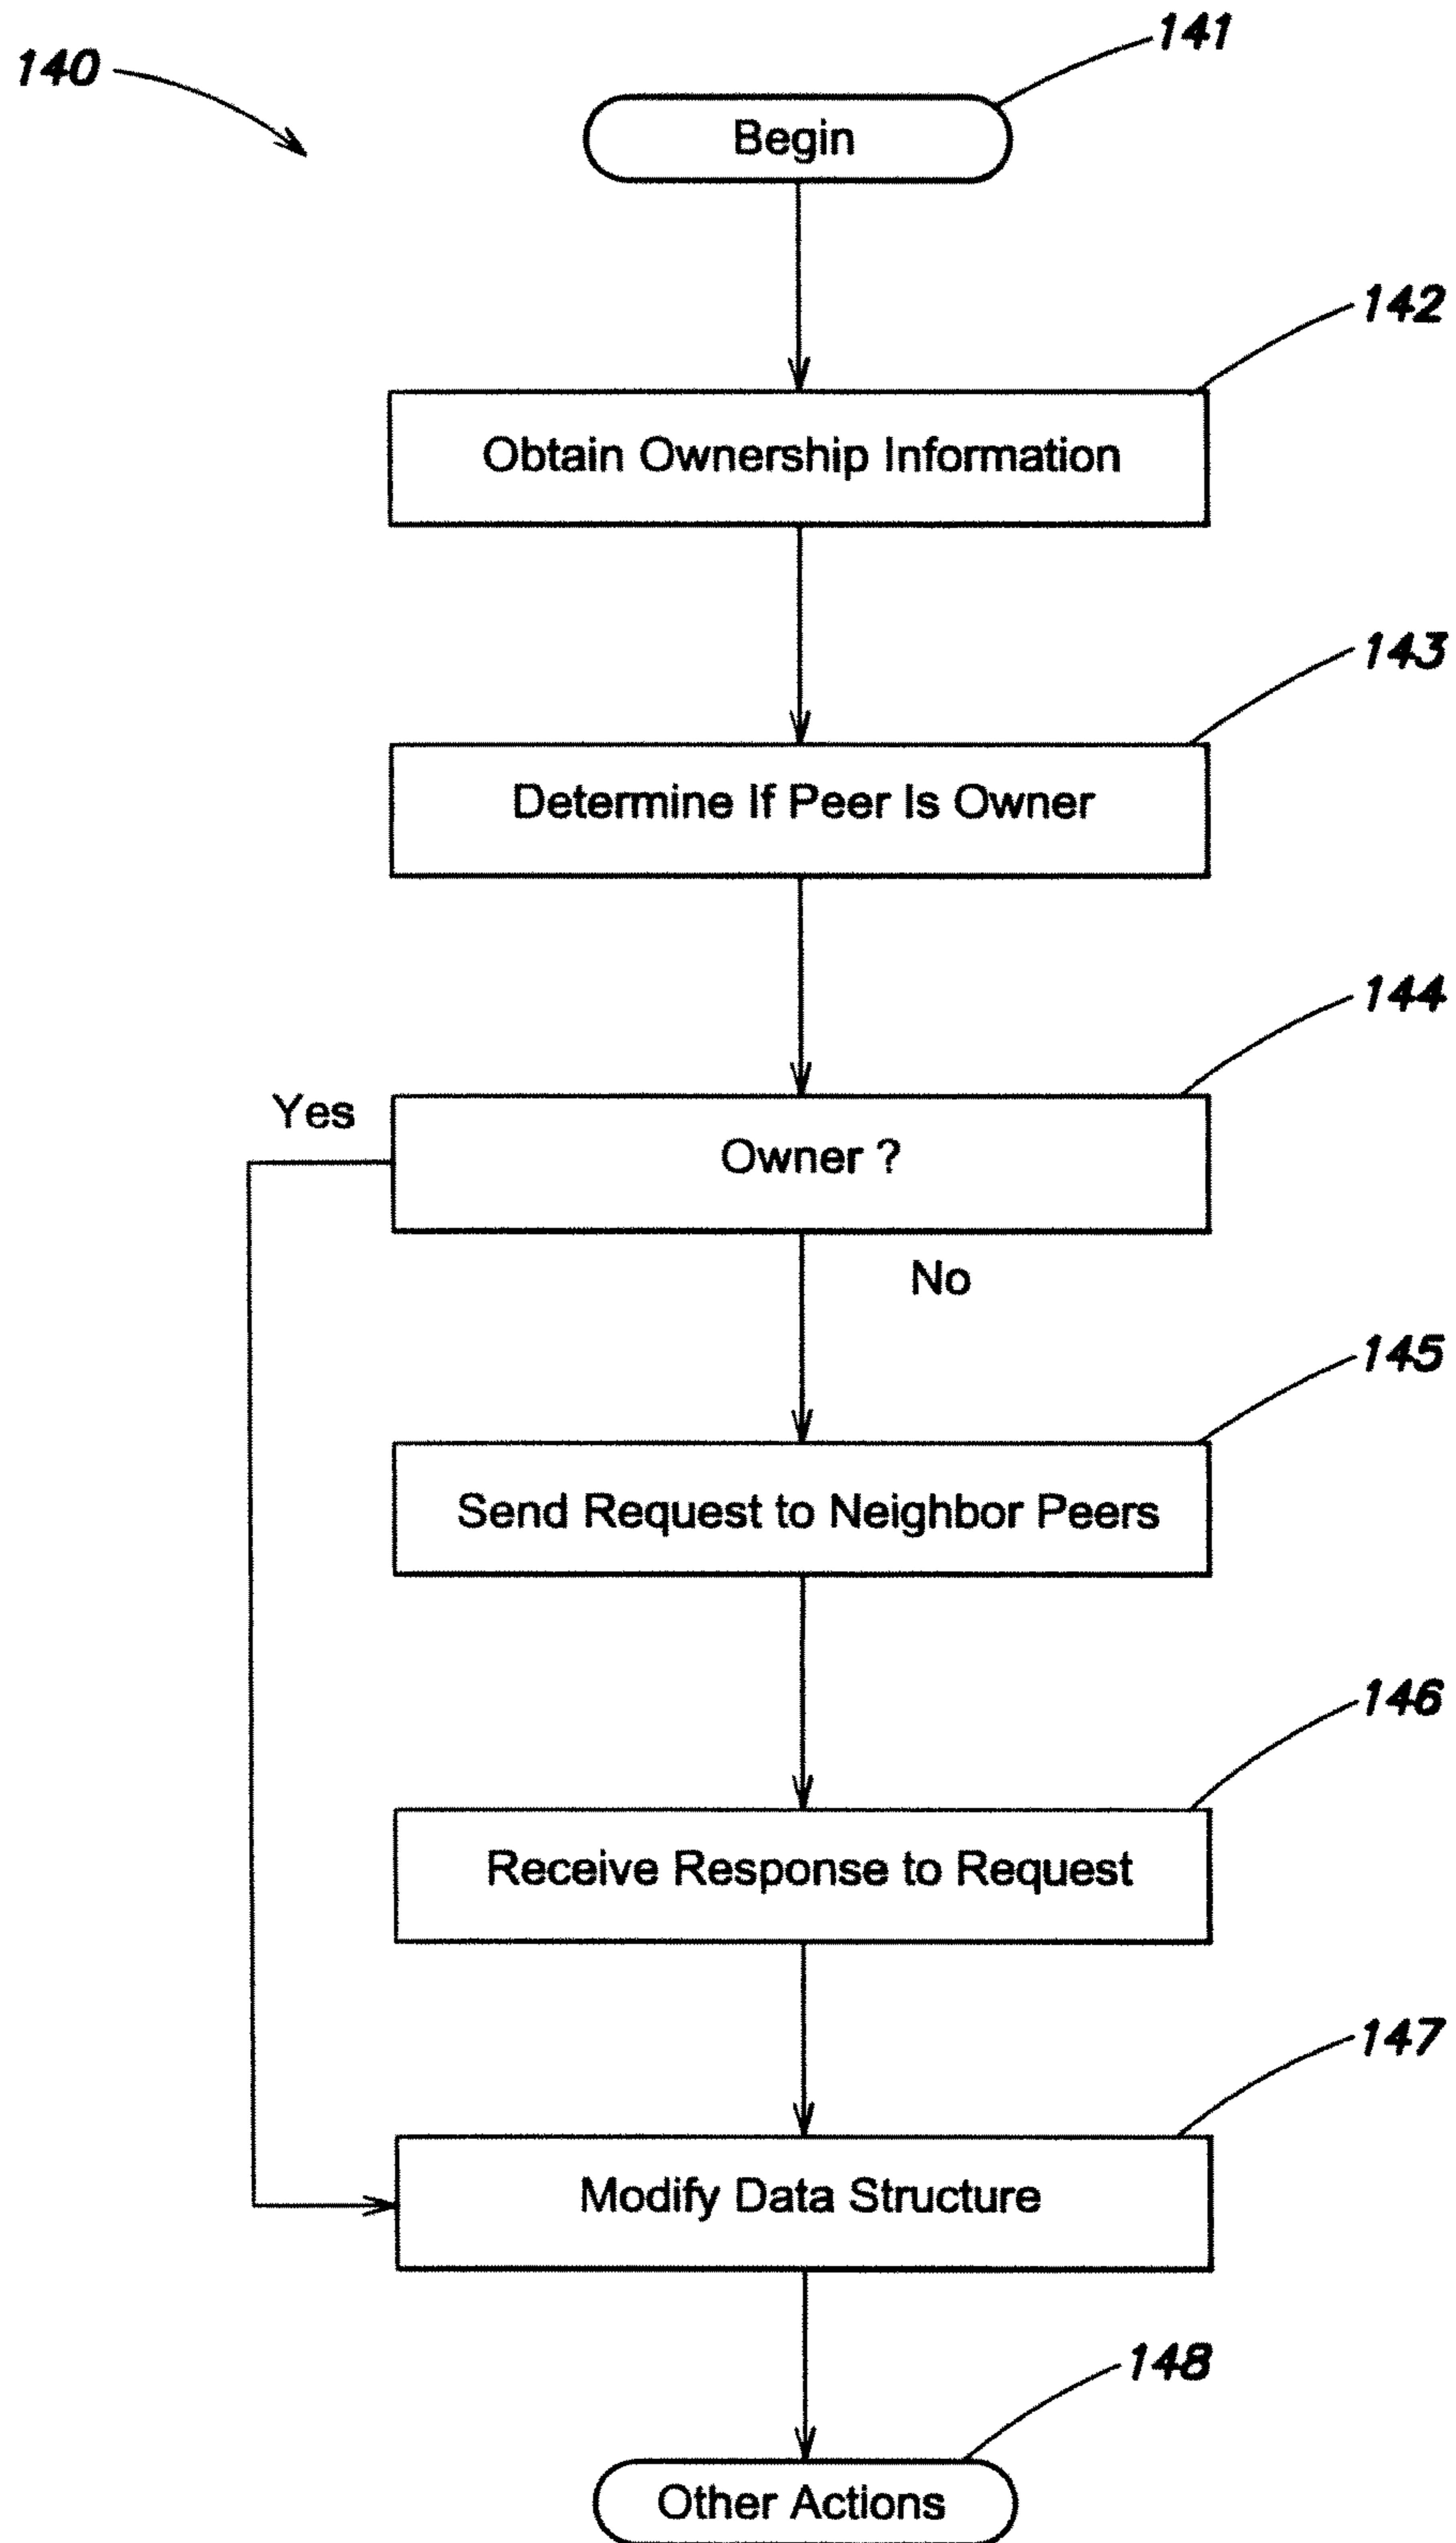 140
141
Begin
142
Obtain Ownership Information
143
Determine If Peer Is Owner
144
Yes
Owner ?
No
145
Send Request to Neighbor Peers
146
Receive Response to Request
147
Modify Data Structure
148
Other Actions